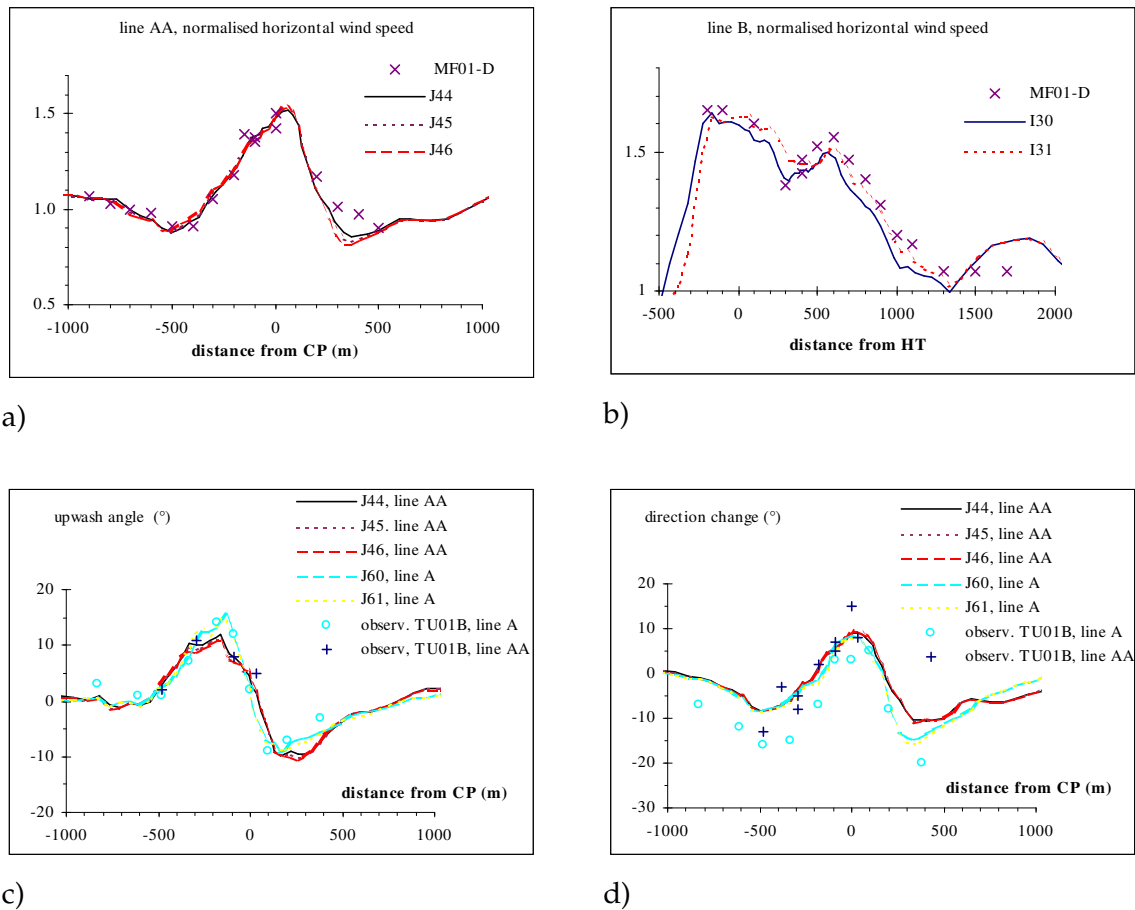 line AA, normalised horizontal wind speed
MF01-D
J44
J45
J46
1.5
1.0
0.5
-1000 -500 0 500 1000
distance from CP (m)
a)
line B, normalised horizontal wind speed
MF01-D
I30
I31
1.5
1
-500 0 500 1000 1500 2000
distance from HT
b)
upwash angle (°)
J44, line AA
J45. line AA
J46, line AA
J60, line A
J61, line A
observ. TU01B, line A
observ, TU01B, line AA
20
10
0
-10
-20
distance from CP (m)
-1000 -500 0 500 1000
c)
direction change (°)
J44, line AA
J45, line AA
J46, line AA
J60, line A
J61, line A
observ. TU01B, line A
observ. TU01B, line AA
20
10
0
-10
-20
-30
distance from CP (m)
-1000 -500 0 500 1000
d)